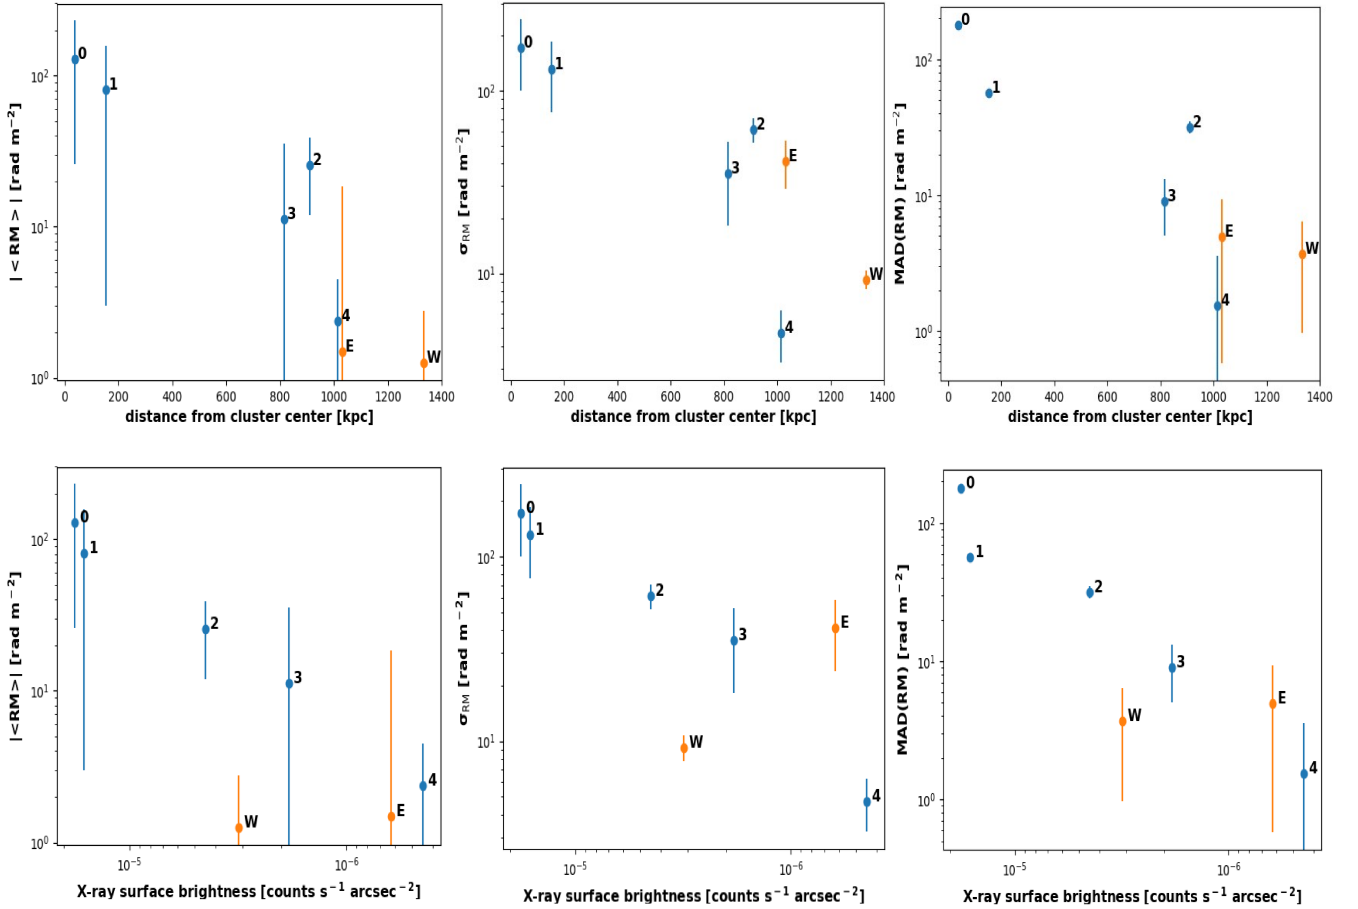 |<RM>| [rad m⁻²]
10²
10¹
10⁰
0
1
2
3
4
E
W
0 200 400 600 800 1000 1200 1400
distance from cluster center [kpc]
σRM [rad m⁻²]
10²
10¹
0
1
2
3
E
W
4
0 200 400 600 800 1000 1200 1400
distance from cluster center [kpc]
MAD(RM) [rad m⁻²]
10²
10¹
10⁰
0
1
2
3
E
W
4
0 200 400 600 800 1000 1200 1400
distance from cluster center [kpc]
|<RM>| [rad m⁻²]
10²
10¹
10⁰
0
1
2
3
4
E
W
10⁻⁵ 10⁻⁶
X-ray surface brightness [counts s⁻¹ arcsec⁻²]
σRM [rad m⁻²]
10²
10¹
0
1
2
E
3
W
4
10⁻⁵ 10⁻⁶
X-ray surface brightness [counts s⁻¹ arcsec⁻²]
MAD(RM) [rad m⁻²]
10²
10¹
10⁰
0
1
2
3
E
W
4
10⁻⁵ 10⁻⁶
X-ray surface brightness [counts s⁻¹ arcsec⁻²]